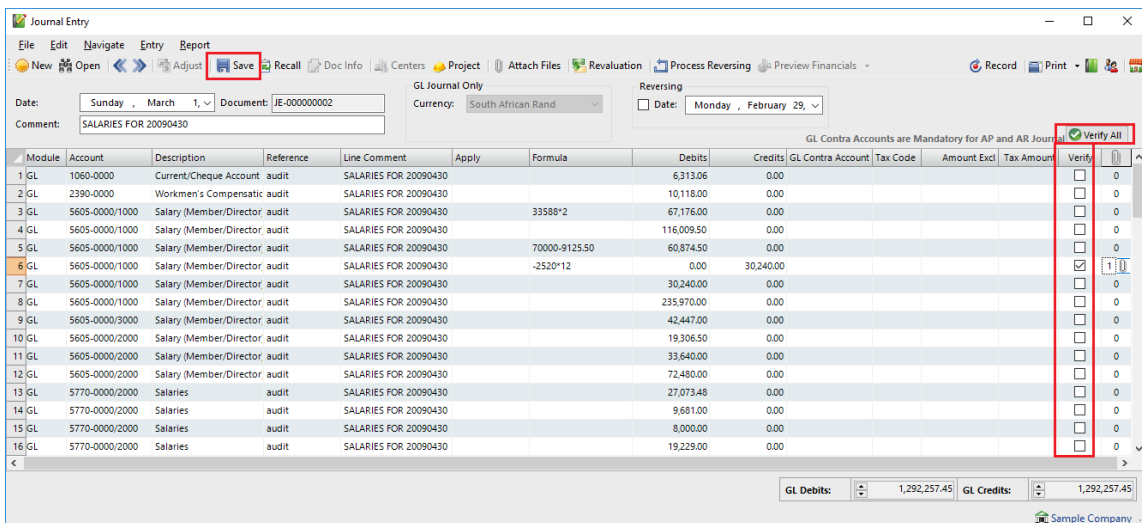 Journal Entry
File Edit Navigate Entry Report
New Open Adjust Save Recall Doc Info Centers Project Attach Files Revaluation Process Reversing Preview Financials Record Print
GL Journal Only Reversing
Date: Sunday , March 1, Document: JE-000000002 Currency: South African Rand Date: Monday , February 29,
Comment: SALARIES FOR 20090430
GL Contra Accounts are Mandatory for AP and AR Journal Verify All
Module Account Description Reference Line Comment Apply Formula Debits Credits GL Contra Account Tax Code Amount Excl Tax Amount Verify
1 GL 1060-0000 Current/Cheque Account audit SALARIES FOR 20090430 6,313.06 0.00 0
2 GL 2390-0000 Workmen's Compensatic audit SALARIES FOR 20090430 10,118.00 0.00 0
3 GL 5605-0000/1000 Salary (Member/Director audit SALARIES FOR 20090430 33588*2 67,176.00 0.00 0
4 GL 5605-0000/1000 Salary (Member/Director audit SALARIES FOR 20090430 116,009.50 0.00 0
5 GL 5605-0000/1000 Salary (Member/Director audit SALARIES FOR 20090430 70000-9125.50 60,874.50 0.00 0
6 GL 5605-0000/1000 Salary (Member/Director audit SALARIES FOR 20090430 -2520*12 0.00 30,240.00 1
7 GL 5605-0000/1000 Salary (Member/Director audit SALARIES FOR 20090430 30,240.00 0.00 0
8 GL 5605-0000/1000 Salary (Member/Director audit SALARIES FOR 20090430 235,970.00 0.00 0
9 GL 5605-0000/3000 Salary (Member/Director audit SALARIES FOR 20090430 42,447.00 0.00 0
10 GL 5605-0000/2000 Salary (Member/Director audit SALARIES FOR 20090430 19,306.50 0.00 0
11 GL 5605-0000/2000 Salary (Member/Director audit SALARIES FOR 20090430 33,640.00 0.00 0
12 GL 5605-0000/2000 Salary (Member/Director audit SALARIES FOR 20090430 72,480.00 0.00 0
13 GL 5770-0000/2000 Salaries audit SALARIES FOR 20090430 27,073.48 0.00 0
14 GL 5770-0000/2000 Salaries audit SALARIES FOR 20090430 9,681.00 0.00 0
15 GL 5770-0000/2000 Salaries audit SALARIES FOR 20090430 8,000.00 0.00 0
16 GL 5770-0000/2000 Salaries audit SALARIES FOR 20090430 19,229.00 0.00 0
GL Debits: 1,292,257.45 GL Credits: 1,292,257.45
Sample Company